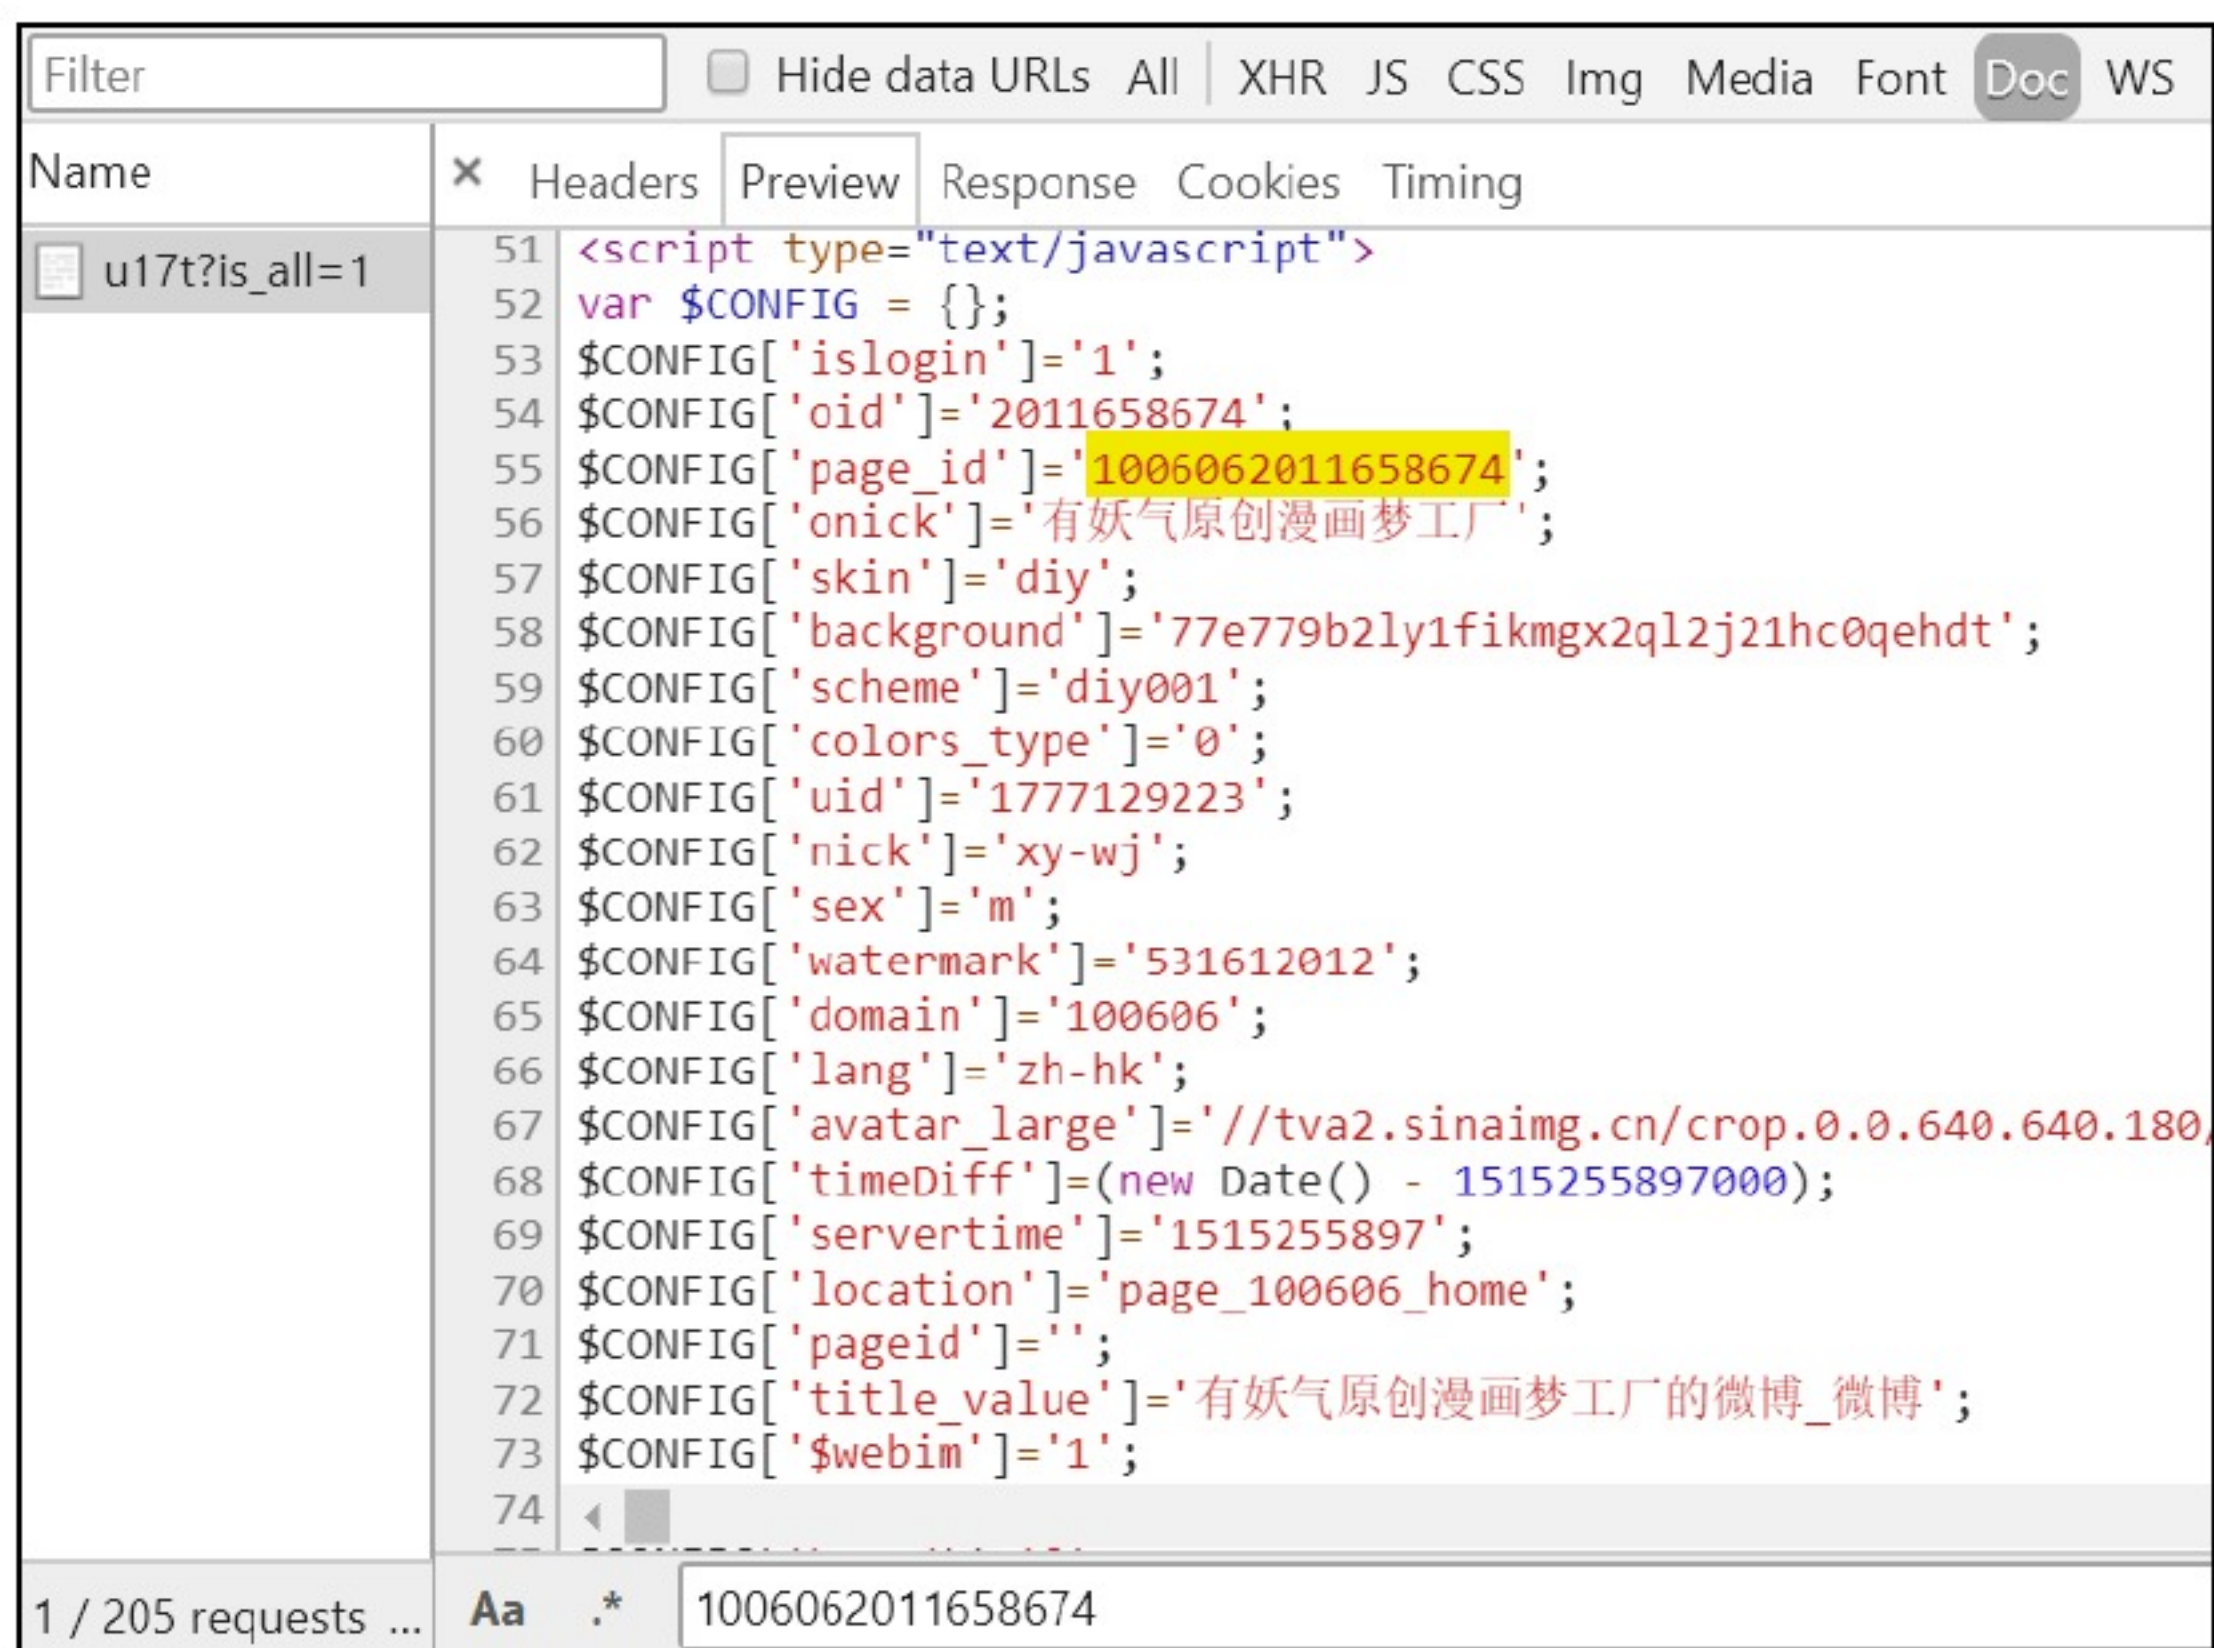 Filter Hide data URLs All XHR JS CSS Img Media Font Doc WS
Name
× Headers Preview Response Cookies Timing
u17t?is_all=1
51 <script type="text/javascript">
52 var $CONFIG = {};
53 $CONFIG['islogin']='1';
54 $CONFIG['oid']='2011658674';
55 $CONFIG['page_id']='1006062011658674';
56 $CONFIG['onick']='有妖气原创漫画梦工厂';
57 $CONFIG['skin']='diy';
58 $CONFIG['background']='77e779b2ly1fikmgx2ql2j21hc0qehdt';
59 $CONFIG['scheme']='diy001';
60 $CONFIG['colors_type']='0';
61 $CONFIG['uid']='1777129223';
62 $CONFIG['nick']='xy-wj';
63 $CONFIG['sex']='m';
64 $CONFIG['watermark']='531612012';
65 $CONFIG['domain']='100606';
66 $CONFIG['lang']='zh-hk';
67 $CONFIG['avatar_large']='//tva2.sinaimg.cn/crop.0.0.640.640.180/
68 $CONFIG['timeDiff']=(new Date() - 1515255897000);
69 $CONFIG['servertime']='1515255897';
70 $CONFIG['location']='page_100606_home';
71 $CONFIG['pageid']='';
72 $CONFIG['title_value']='有妖气原创漫画梦工厂的微博_微博';
73 $CONFIG['$webim']='1';
74
1 / 205 requests ...
Aa .* 1006062011658674